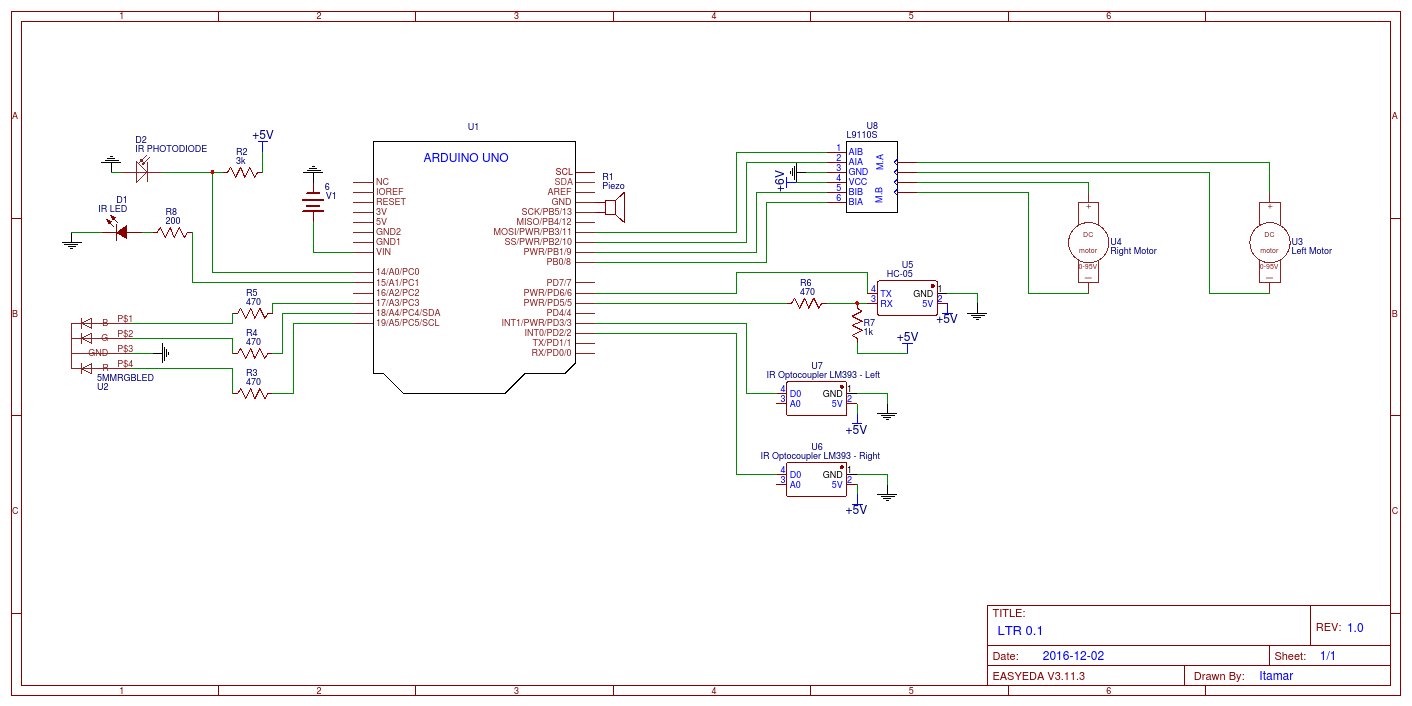 1 2 3 4 5 6
A A
B B
C C
1 2 3 4 5 6
D2
IR PHOTODIODE
+5V
R2
3k
D1
IR LED
R8
200
6
V1
U1
ARDUINO UNO
NC
IOREF
RESET
3V
5V
GND2
GND1
VIN
14/A0/PC0
15/A1/PC1
16/A2/PC2
17/A3/PC3
18/A4/PC4/SDA
19/A5/PC5/SCL
SCL
SDA
AREF
GND
SCK/PB5/13
MISO/PB4/12
MOSI/PWR/PB3/11
SS/PWR/PB2/10
PWR/PB1/9
PB0/8
PD7/7
PWR/PD6/6
PWR/PD5/5
PD4/4
INT1/PWR/PD3/3
INT0/PD2/2
TX/PD1/1
RX/PD0/0
R1
Piezo
R5
470
R4
470
R3
470
B P$1
G P$2
GND P$3
R P$4
5MMRGBLED
U2
U8
L9110S
1 AIB
2 AIA
3 GND
4 VCC
5 BIB
6 BIA
M.A
M.B
+6V
+
DC
motor
0-95V
U4
Right Motor
+
DC
motor
0-95V
U3
Left Motor
U5
HC-05
4 TX GND 1
3 RX 5V 2
+5V
R6
470
R7
1k
+5V
U7
IR Optocoupler LM393 - Left
4 D0 GND 1
3 A0 5V 2
+5V
U6
IR Optocoupler LM393 - Right
4 D0 GND 1
3 A0 5V 2
+5V
TITLE:
LTR 0.1
REV: 1.0
Date: 2016-12-02
Sheet: 1/1
EASYEDA V3.11.3
Drawn By: Itamar